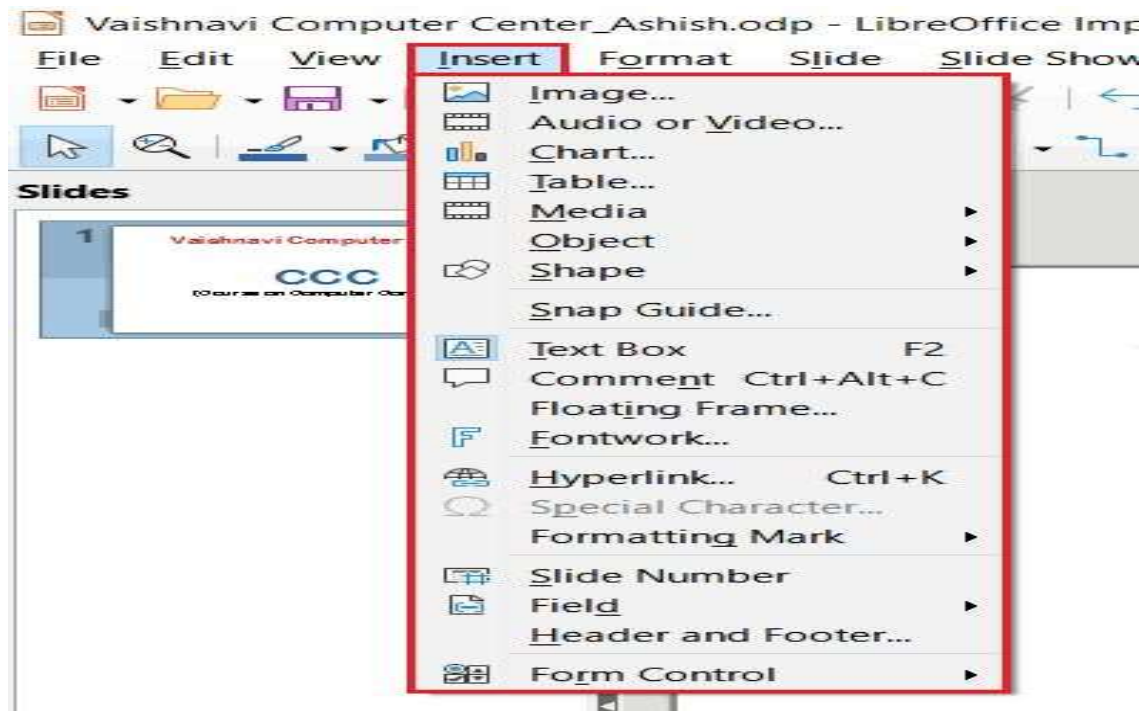 Vaishnavi Computer Center_Ashish.odp - LibreOffice Imp
File Edit View Insert Format Slide Slide Show
Slides
1
Vaishnavi Computer
CCC
Image...
Audio or Video...
Chart...
Table...
Media
Object
Shape
Snap Guide...
Text Box F2
Comment Ctrl+Alt+C
Floating Frame...
Fontwork...
Hyperlink... Ctrl+K
Special Character...
Formatting Mark
Slide Number
Field
Header and Footer...
Form Control